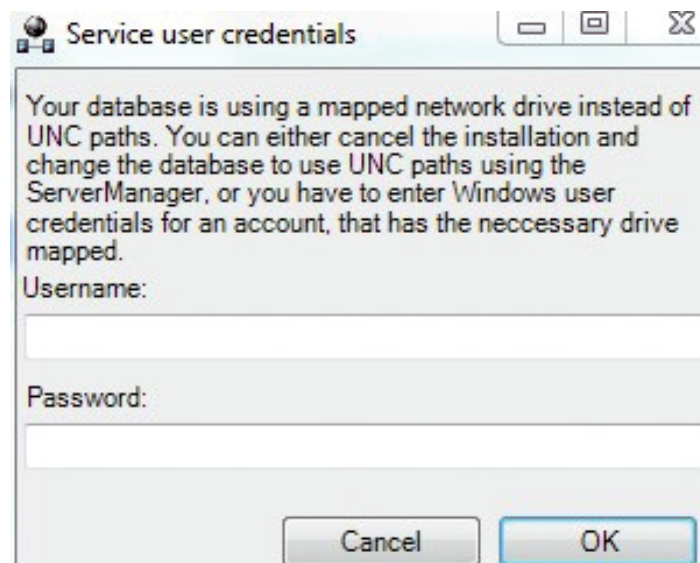 Service user credentials
Your database is using a mapped network drive instead of
UNC paths. You can either cancel the installation and
change the database to use UNC paths using the
ServerManager, or you have to enter Windows user
credentials for an account, that has the neccessary drive
mapped.
Username:
Password:
Cancel
OK